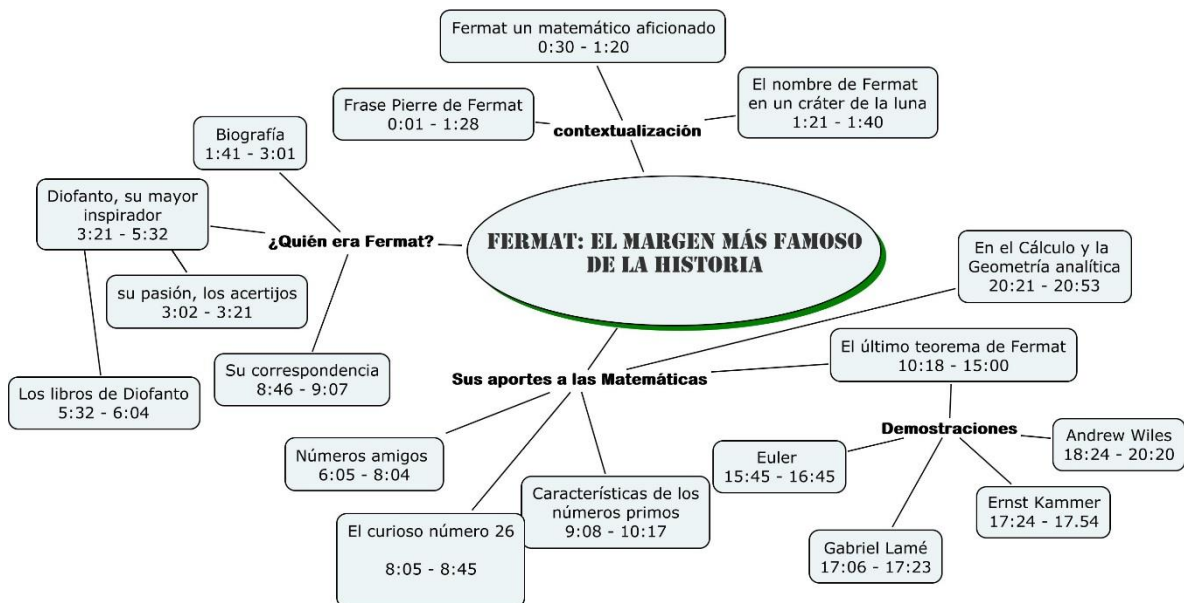 Fermat un matemático aficionado
0:30 - 1:20
Frase Pierre de Fermat
0:01 - 1:28
El nombre de Fermat
en un cráter de la luna
1:21 - 1:40
contextualización
Biografía
1:41 - 3:01
Diofanto, su mayor
inspirador
3:21 - 5:32
¿Quién era Fermat?
su pasión, los acertijos
3:02 - 3:21
Los libros de Diofanto
5:32 - 6:04
Su correspondencia
8:46 - 9:07
FERMAT: EL MARGEN MÁS FAMOSO
DE LA HISTORIA
En el Cálculo y la
Geometría analítica
20:21 - 20:53
Sus aportes a las Matemáticas
El último teorema de Fermat
10:18 - 15:00
Números amigos
6:05 - 8:04
El curioso número 26
8:05 - 8:45
Características de los
números primos
9:08 - 10:17
Demostraciones
Euler
15:45 - 16:45
Gabriel Lamé
17:06 - 17:23
Ernst Kammer
17:24 - 17.54
Andrew Wiles
18:24 - 20:20